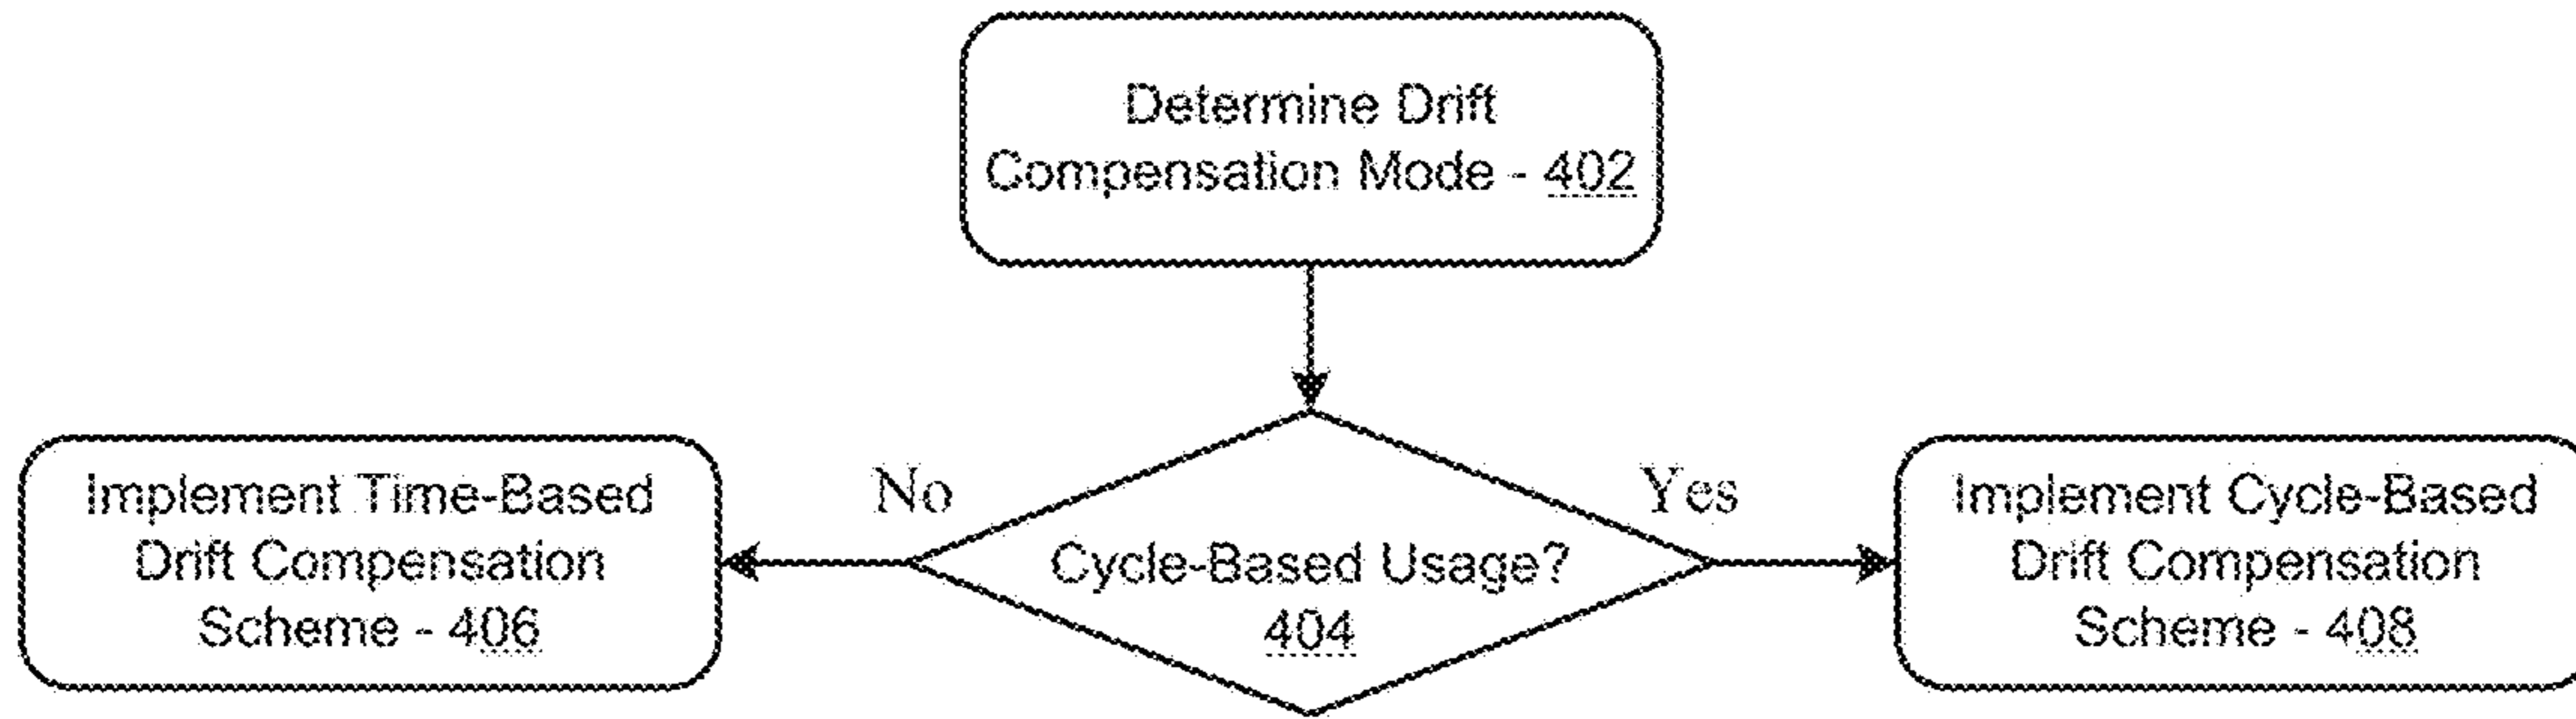 Determine Drift
Compensation Mode - 402
No
Yes
Implement Time-Based
Drift Compensation
Scheme - 406
Cycle-Based Usage?
404
Implement Cycle-Based
Drift Compensation
Scheme - 408